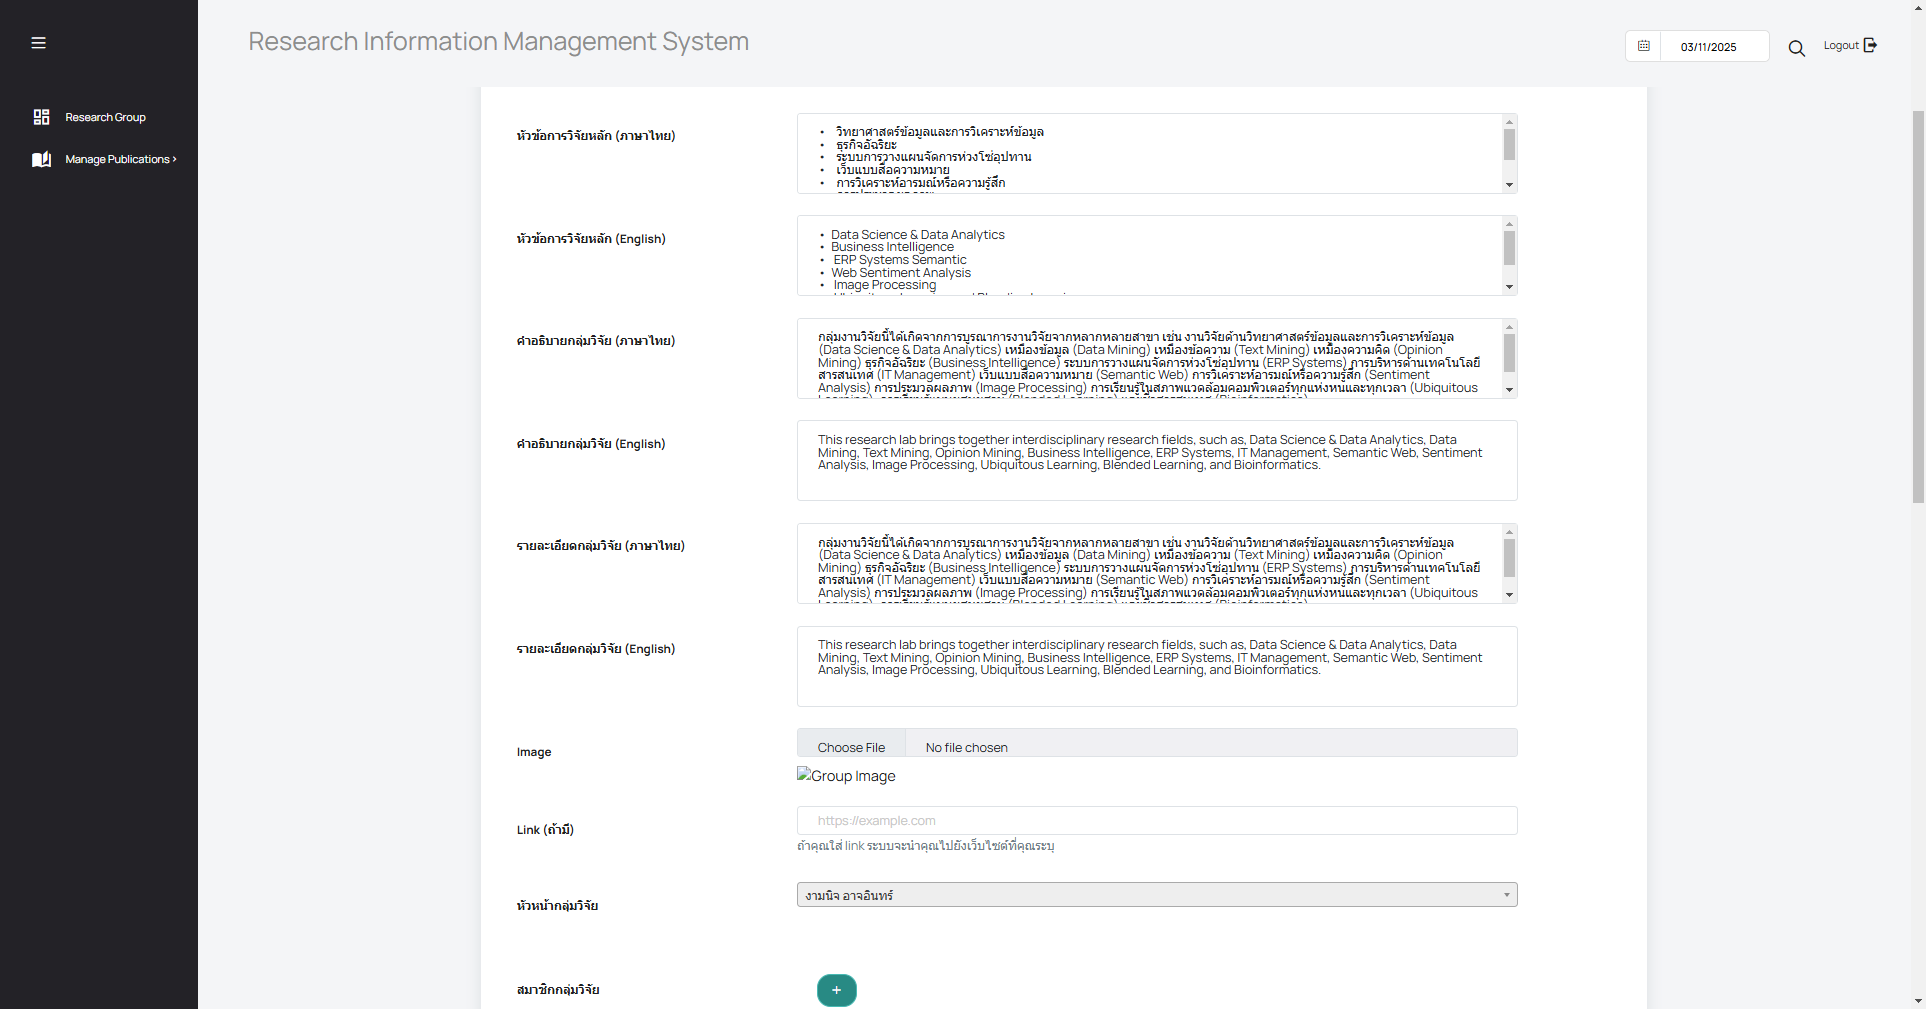 Research Information Management System
03/11/2025
Logout
Research Group
Manage Publications ›
หัวข้อการวิจัยหลัก (ภาษาไทย)
• วิทยาศาสตร์ข้อมูลและการวิเคราะห์ข้อมูล
• ธุรกิจอัฉริยะ
• ระบบการวางแผนจัดการห่วงโซ่อุปทาน
• เว็บแบบสื่อความหมาย
• การวิเคราะห์อารมณ์หรือความรู้สึก
หัวข้อการวิจัยหลัก (English)
• Data Science & Data Analytics
• Business Intelligence
• ERP Systems Semantic
• Web Sentiment Analysis
• Image Processing
คำอธิบายกลุ่มวิจัย (ภาษาไทย)
กลุ่มงานวิจัยนี้ได้เกิดจากการบูรณาการงานวิจัยจากหลากหลายสาขา เช่น งานวิจัยด้านวิทยาศาสตร์ข้อมูลและการวิเคราะห์ข้อมูล
(Data Science & Data Analytics) เหมืองข้อมูล (Data Mining) เหมืองข้อความ (Text Mining) เหมืองความคิด (Opinion
Mining) ธุรกิจอัฉริยะ (Business Intelligence) ระบบการวางแผนจัดการห่วงโซ่อุปทาน (ERP Systems) การบริหารด้านเทคโนโลยี
สารสนเทศ (IT Management) เว็บแบบสื่อความหมาย (Semantic Web) การวิเคราะห์อารมณ์หรือความรู้สึก (Sentiment
Analysis) การประมวลผลภาพ (Image Processing) การเรียนรู้ในสภาพแวดล้อมคอมพิวเตอร์ทุกแห่งหนและทุกเวลา (Ubiquitous
คำอธิบายกลุ่มวิจัย (English)
This research lab brings together interdisciplinary research fields, such as, Data Science & Data Analytics, Data
Mining, Text Mining, Opinion Mining, Business Intelligence, ERP Systems, IT Management, Semantic Web, Sentiment
Analysis, Image Processing, Ubiquitous Learning, Blended Learning, and Bioinformatics.
รายละเอียดกลุ่มวิจัย (ภาษาไทย)
กลุ่มงานวิจัยนี้ได้เกิดจากการบูรณาการงานวิจัยจากหลากหลายสาขา เช่น งานวิจัยด้านวิทยาศาสตร์ข้อมูลและการวิเคราะห์ข้อมูล
(Data Science & Data Analytics) เหมืองข้อมูล (Data Mining) เหมืองข้อความ (Text Mining) เหมืองความคิด (Opinion
Mining) ธุรกิจอัฉริยะ (Business Intelligence) ระบบการวางแผนจัดการห่วงโซ่อุปทาน (ERP Systems) การบริหารด้านเทคโนโลยี
สารสนเทศ (IT Management) เว็บแบบสื่อความหมาย (Semantic Web) การวิเคราะห์อารมณ์หรือความรู้สึก (Sentiment
Analysis) การประมวลผลภาพ (Image Processing) การเรียนรู้ในสภาพแวดล้อมคอมพิวเตอร์ทุกแห่งหนและทุกเวลา (Ubiquitous
รายละเอียดกลุ่มวิจัย (English)
This research lab brings together interdisciplinary research fields, such as, Data Science & Data Analytics, Data
Mining, Text Mining, Opinion Mining, Business Intelligence, ERP Systems, IT Management, Semantic Web, Sentiment
Analysis, Image Processing, Ubiquitous Learning, Blended Learning, and Bioinformatics.
Image
Choose File No file chosen
Group Image
Link (ถ้ามี)
https://example.com
ถ้าคุณใส่ link ระบบจะนำคุณไปยังเว็บไซต์ที่คุณระบุ
หัวหน้ากลุ่มวิจัย
งามนิจ อาจอินทร์
สมาชิกกลุ่มวิจัย
+